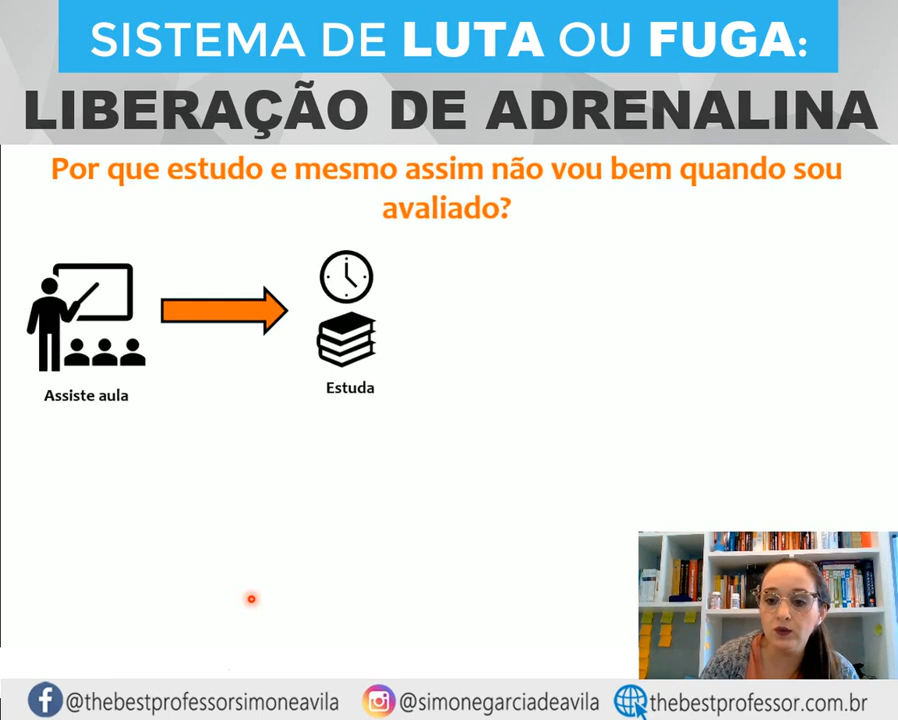 SISTEMA DE LUTA OU FUGA:
LIBERAÇÃO DE ADRENALINA
Por que estudo e mesmo assim não vou bem quando sou
avaliado?
Assiste aula
Estuda
@thebestprofessorsimoneavila
@simonegarciadeavila
thebestprofessor.com.br